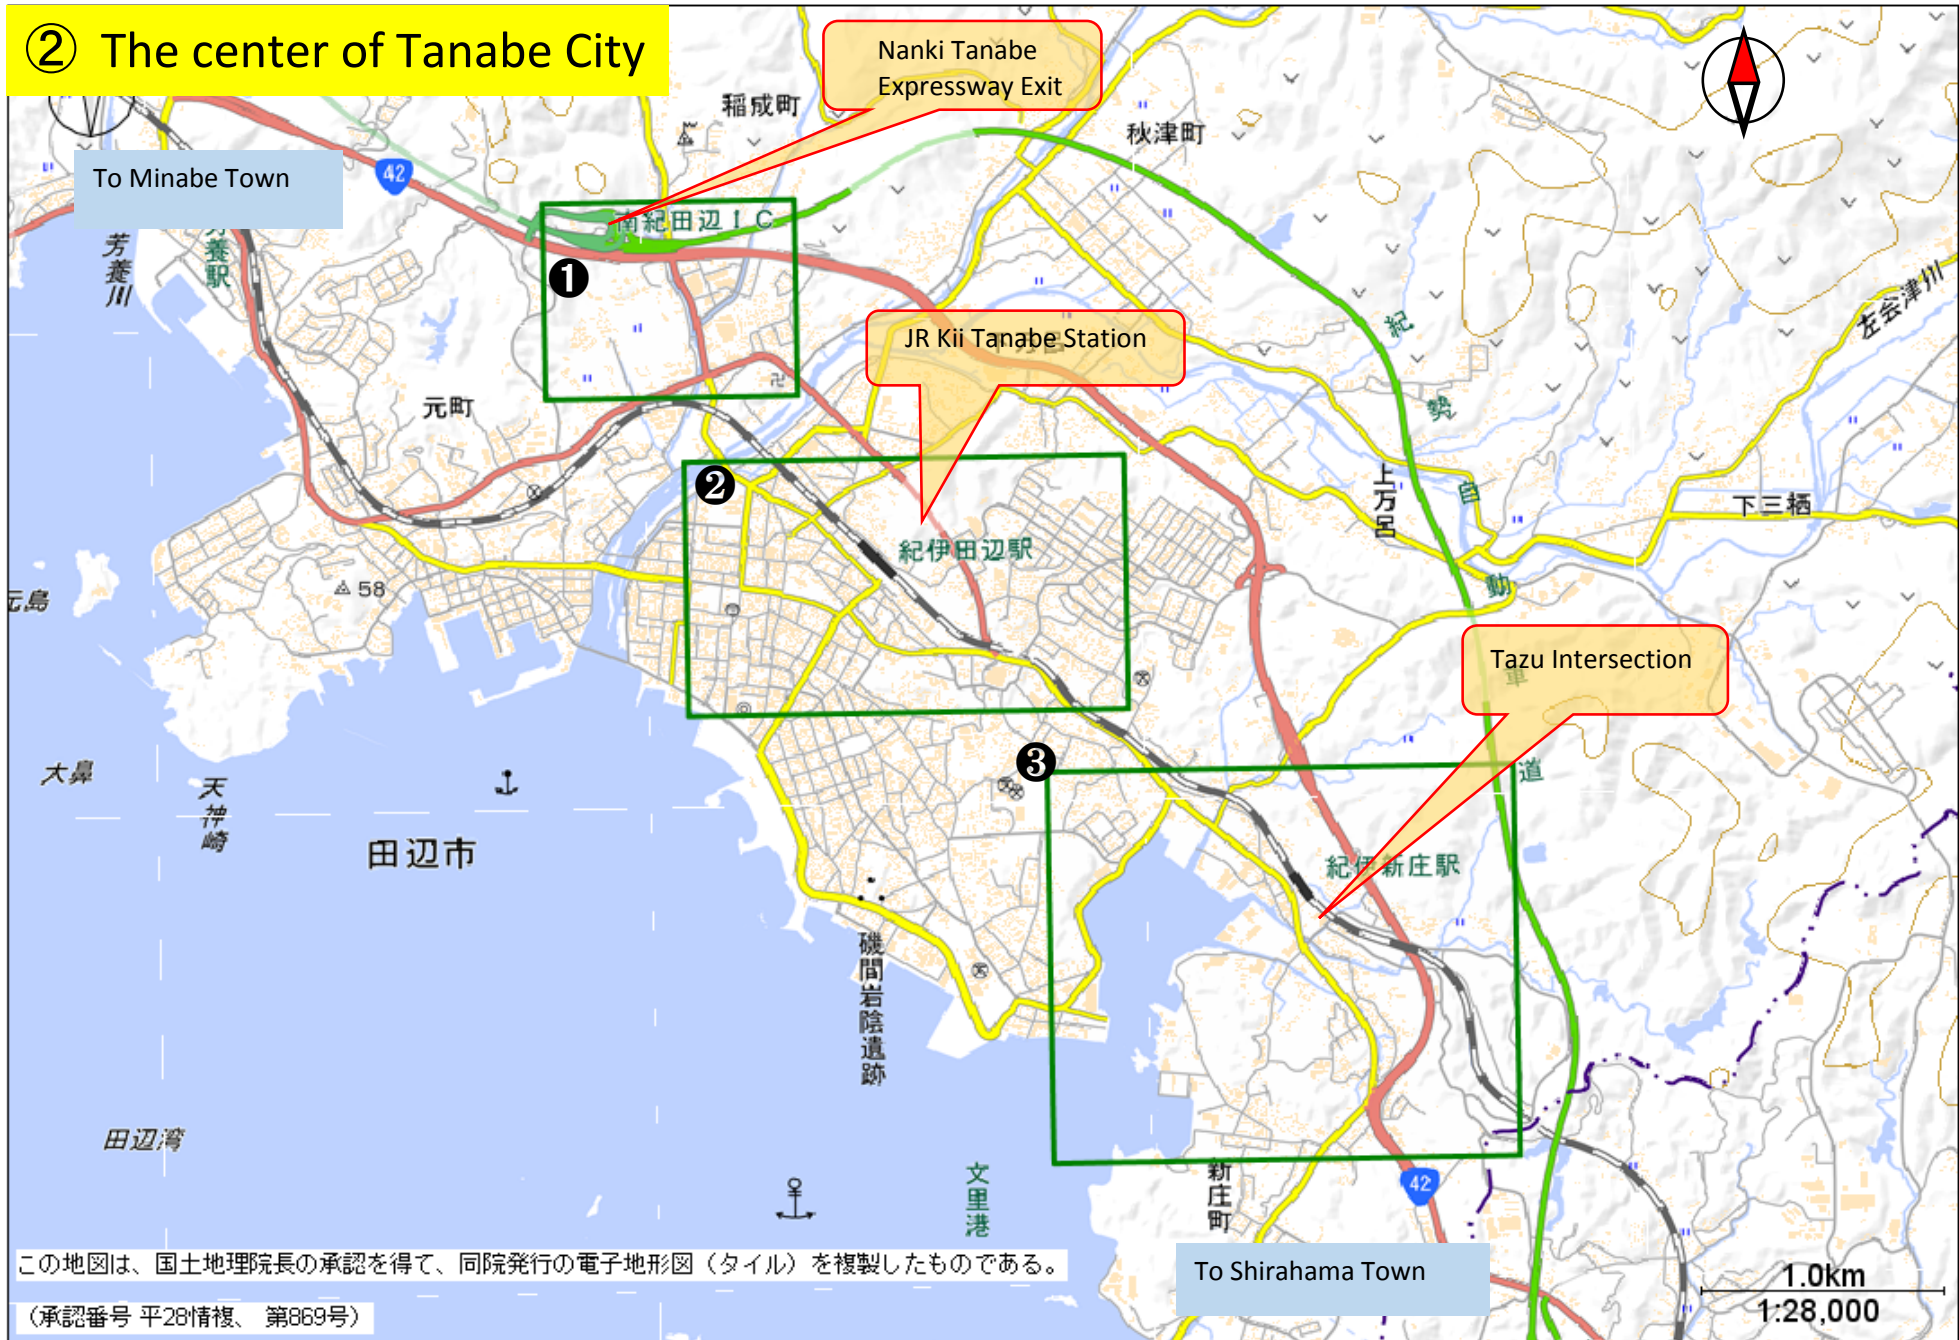 ② The center of Tanabe City
Nanki Tanabe
Expressway Exit
稲成町
秋津町
To Minabe Town
42
南紀田辺IC
芳養川
芳養駅
❶
JR Kii Tanabe Station
下万呂
左会津川
元町
紀勢自動車道
上万呂
下三栖
❷
紀伊田辺駅
58
元島
Tazu Intersection
大鼻
天神崎
❸
田辺市
紀伊新庄駅
磯間岩陰遺跡
田辺湾
文里港
新庄町
42
To Shirahama Town
この地図は、国土地理院長の承認を得て、同院発行の電子地形図(タイル)を複製したものである。
(承認番号 平28情複、 第869号)
1.0km
1:28,000